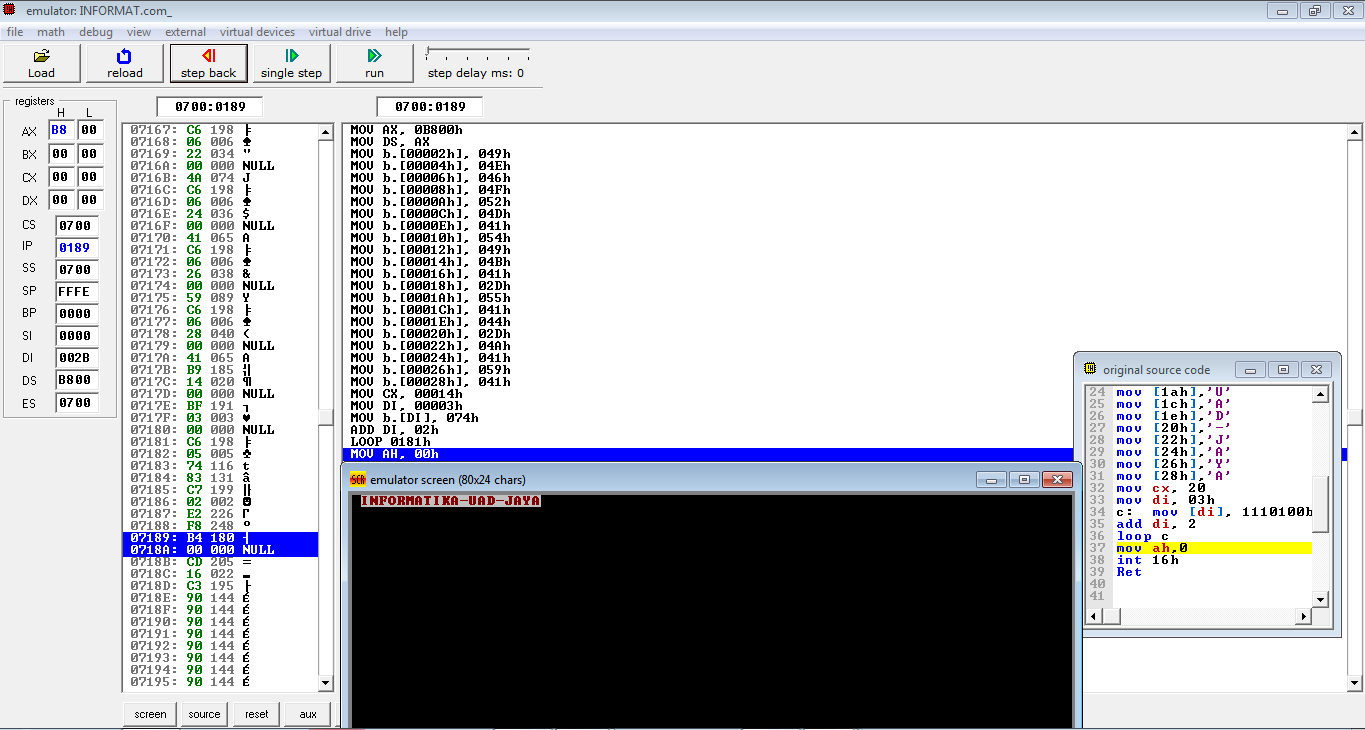 emulator: INFORMAT.com_
file math debug view external virtual devices virtual drive help
Load reload step back single step run step delay ms: 0
registers
H L
AX B8 00
BX 00 00
CX 00 00
DX 00 00
CS 0700
IP 0189
SS 0700
SP FFFE
BP 0000
SI 0000
DI 002B
DS B800
ES 0700
0700:0189
07167: C6 198 ╞
07168: 06 006 ♠
07169: 22 034 "
0716A: 00 000 NULL
0716B: 4A 074 J
0716C: C6 198 ╞
0716D: 06 006 ♠
0716E: 24 036 $
0716F: 00 000 NULL
07170: 41 065 A
07171: C6 198 ╞
07172: 06 006 ♠
07173: 26 038 &
07174: 00 000 NULL
07175: 59 089 Y
07176: C6 198 ╞
07177: 06 006 ♠
07178: 28 040 (
07179: 00 000 NULL
0717A: 41 065 A
0717B: B9 185 ╣
0717C: 14 020 ¶
0717D: 00 000 NULL
0717E: BF 191 ┐
0717F: 03 003 ♥
07180: 00 000 NULL
07181: C6 198 ╞
07182: 05 005 ♣
07183: 74 116 t
07184: 83 131 â
07185: C7 199 ╟
07186: 02 002 ☻
07187: E2 226 Γ
07188: F8 248 °
07189: B4 180 ┤
0718A: 00 000 NULL
0718B: CD 205 =
0718C: 16 022 ▬
0718D: C3 195 ├
0718E: 90 144 É
0718F: 90 144 É
07190: 90 144 É
07191: 90 144 É
07192: 90 144 É
07193: 90 144 É
07194: 90 144 É
07195: 90 144 É
0700:0189
MOV AX, 0B800h
MOV DS, AX
MOV b.[00002h], 049h
MOV b.[00004h], 04Eh
MOV b.[00006h], 046h
MOV b.[00008h], 04Fh
MOV b.[0000Ah], 052h
MOV b.[0000Ch], 04Dh
MOV b.[0000Eh], 041h
MOV b.[00010h], 054h
MOV b.[00012h], 049h
MOV b.[00014h], 04Bh
MOV b.[00016h], 041h
MOV b.[00018h], 02Dh
MOV b.[0001Ah], 055h
MOV b.[0001Ch], 041h
MOV b.[0001Eh], 044h
MOV b.[00020h], 02Dh
MOV b.[00022h], 04Ah
MOV b.[00024h], 041h
MOV b.[00026h], 059h
MOV b.[00028h], 041h
MOV CX, 00014h
MOV DI, 00003h
MOV b.[DI], 074h
ADD DI, 02h
LOOP 0181h
MOV AH, 00h
original source code
24 mov [1ah],'U'
25 mov [1ch],'A'
26 mov [1eh],'D'
27 mov [20h],'-'
28 mov [22h],'J'
29 mov [24h],'A'
30 mov [26h],'Y'
31 mov [28h],'A'
32 mov cx, 20
33 mov di, 03h
34 c: mov [di], 1110100b
35 add di, 2
36 loop c
37 mov ah,0
38 int 16h
39 Ret
40
41
emulator screen (80x24 chars)
INFORMATIKA-UAD-JAYA
screen source reset aux